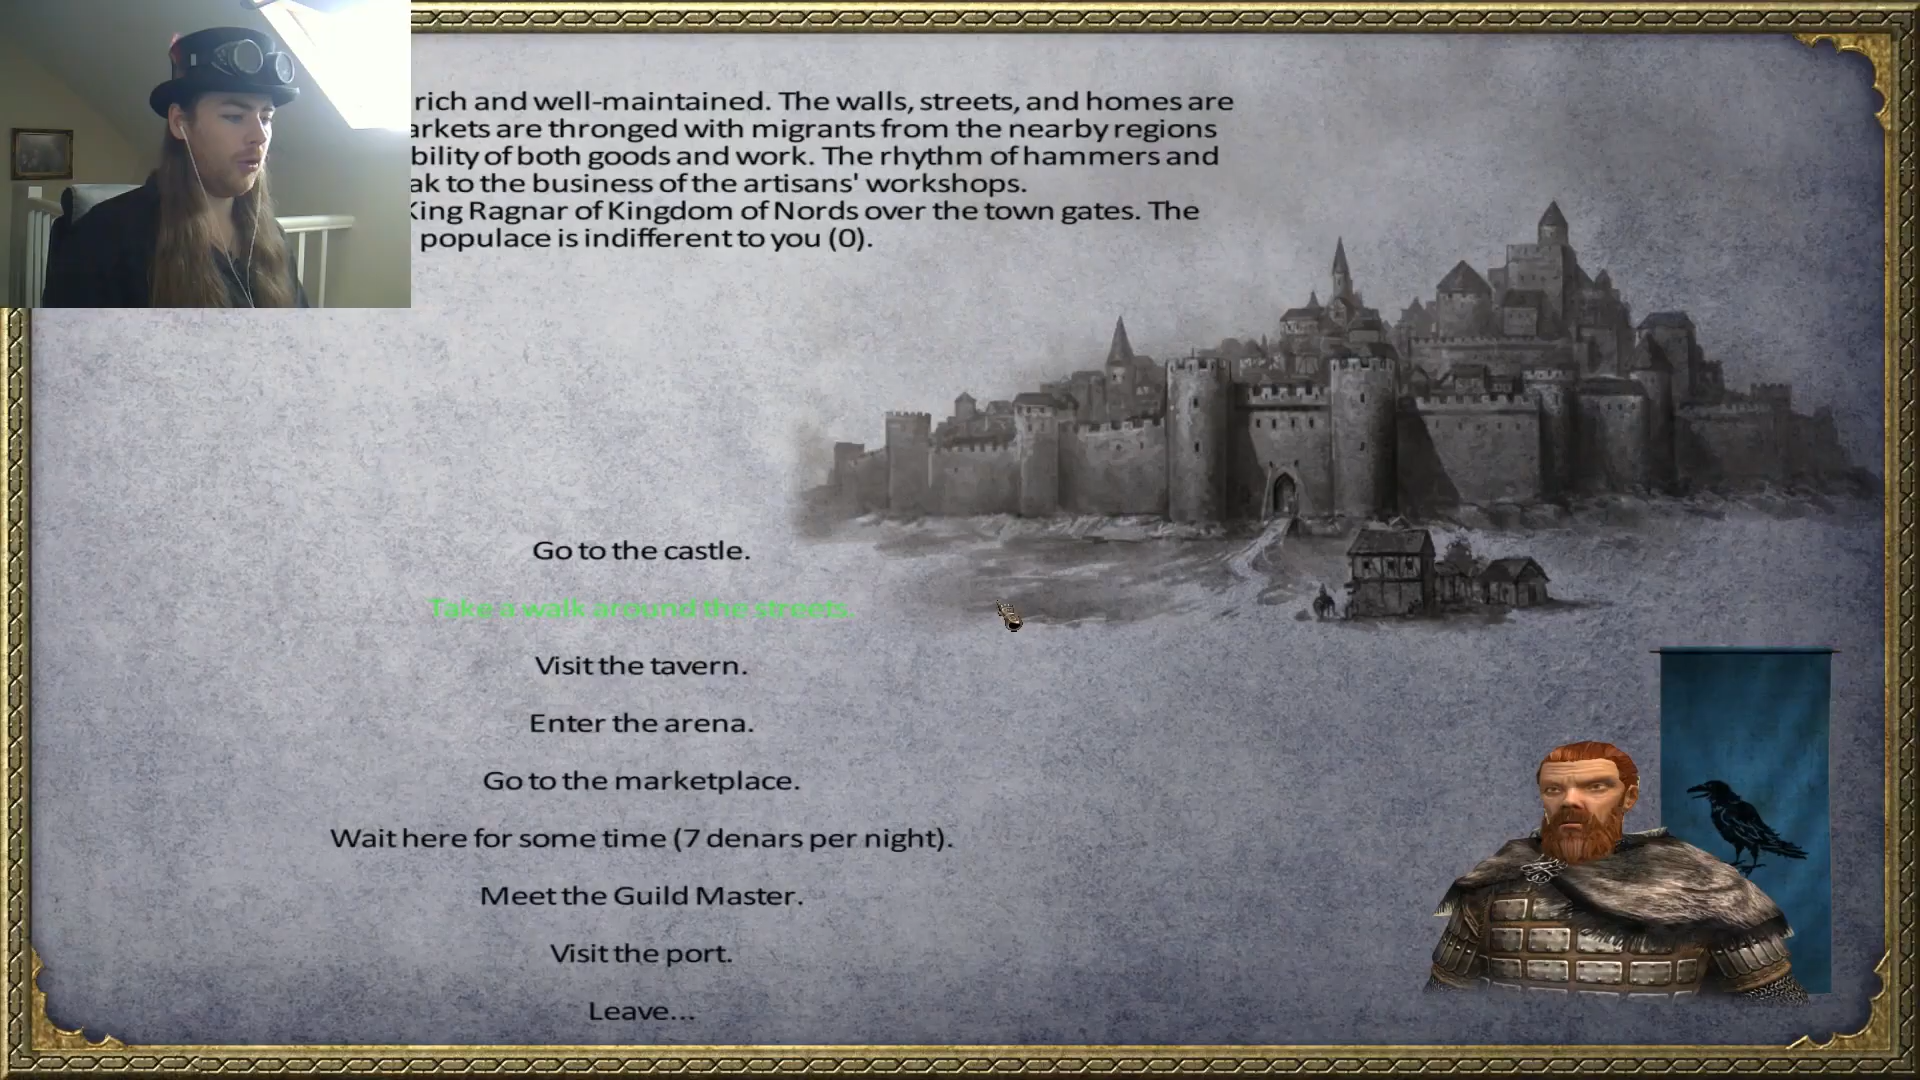 rich and well-maintained. The walls, streets, and homes are
arkets are thronged with migrants from the nearby regions
bility of both goods and work. The rhythm of hammers and
ak to the business of the artisans' workshops.
King Ragnar of Kingdom of Nords over the town gates. The
populace is indifferent to you (0).
Go to the castle.
Take a walk around the streets.
Visit the tavern.
Enter the arena.
Go to the marketplace.
Wait here for some time (7 denars per night).
Meet the Guild Master.
Visit the port.
Leave...